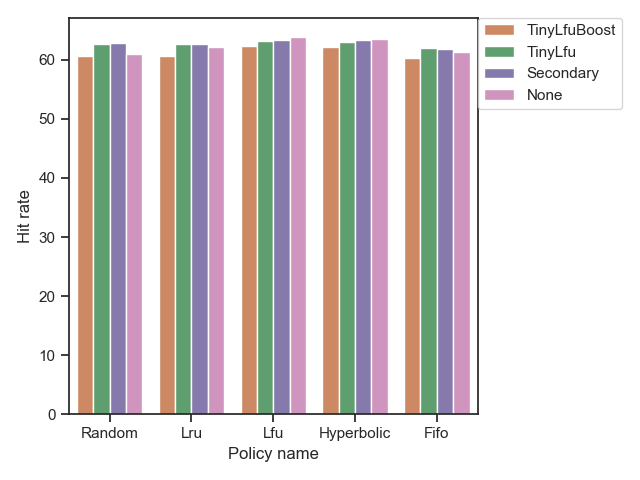 TinyLfuBoost
TinyLfu
Secondary
None
Hit rate
60
50
40
30
20
10
0
Random Lru Lfu Hyperbolic Fifo
Policy name